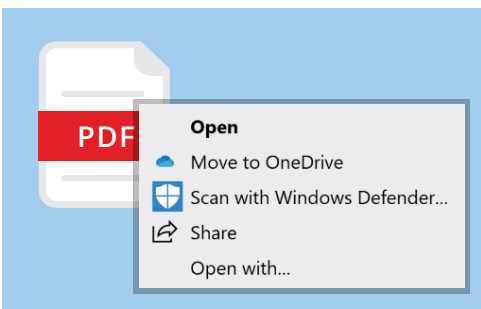 PDF
Open
Move to OneDrive
Scan with Windows Defender...
Share
Open with...